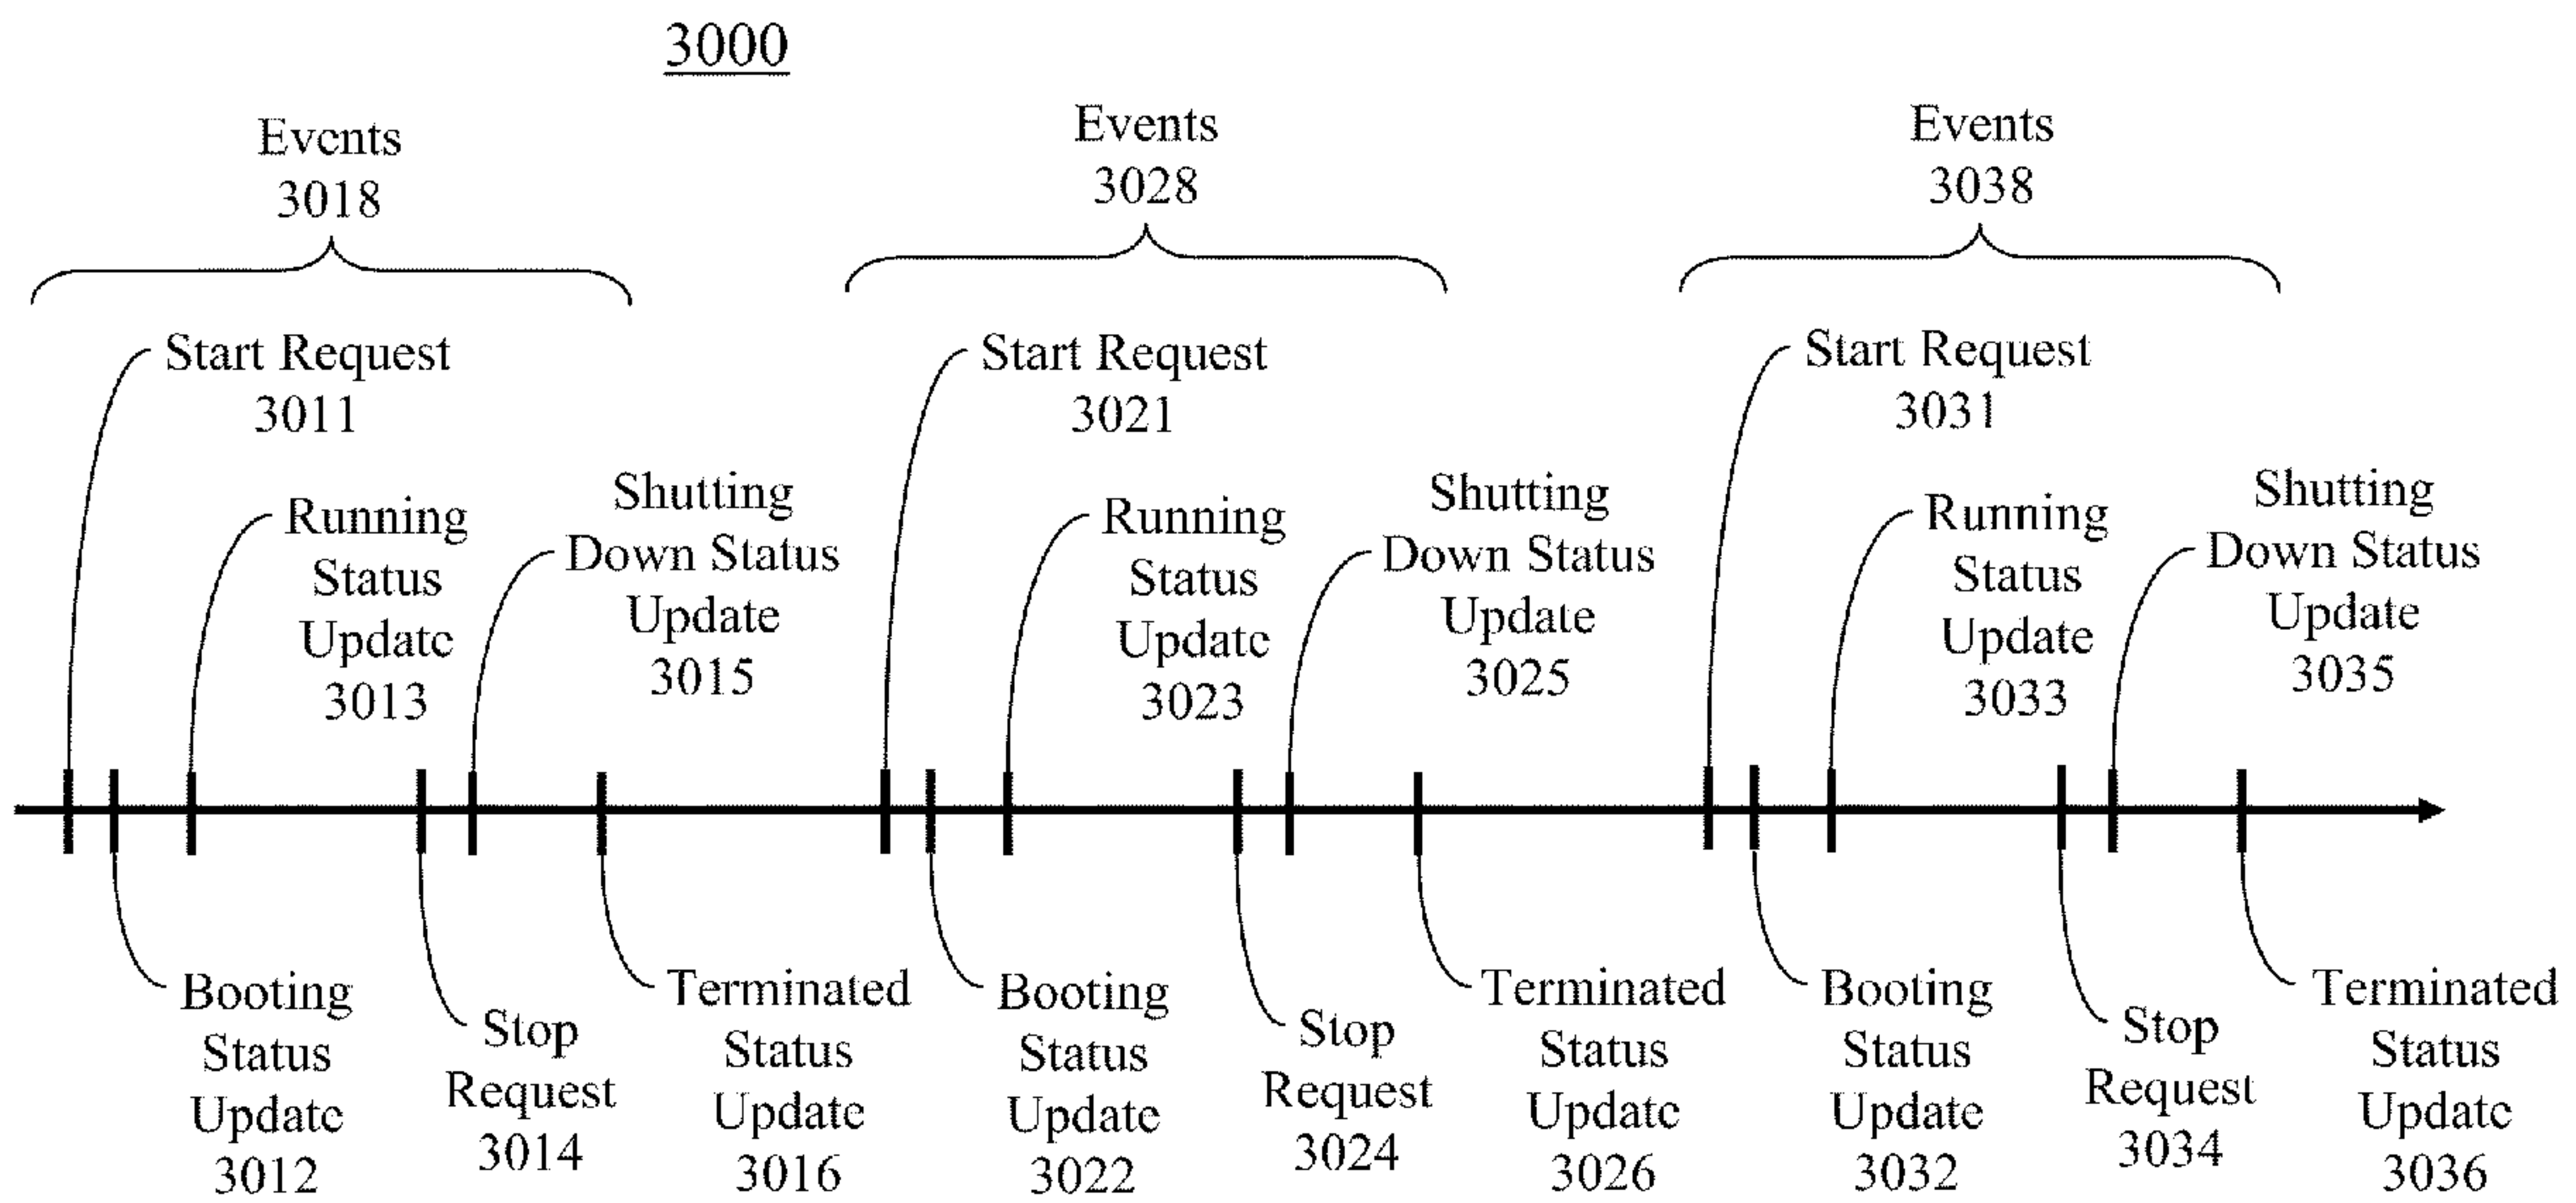 3000
Events
3018
Events
3028
Events
3038
Start Request
3011
Start Request
3021
Start Request
3031
Running
Status
Update
3013
Shutting
Down Status
Update
3015
Running
Status
Update
3023
Shutting
Down Status
Update
3025
Running
Status
Update
3033
Shutting
Down Status
Update
3035
Booting
Status
Update
3012
Stop
Request
3014
Terminated
Status
Update
3016
Booting
Status
Update
3022
Stop
Request
3024
Terminated
Status
Update
3026
Booting
Status
Update
3032
Stop
Request
3034
Terminated
Status
Update
3036